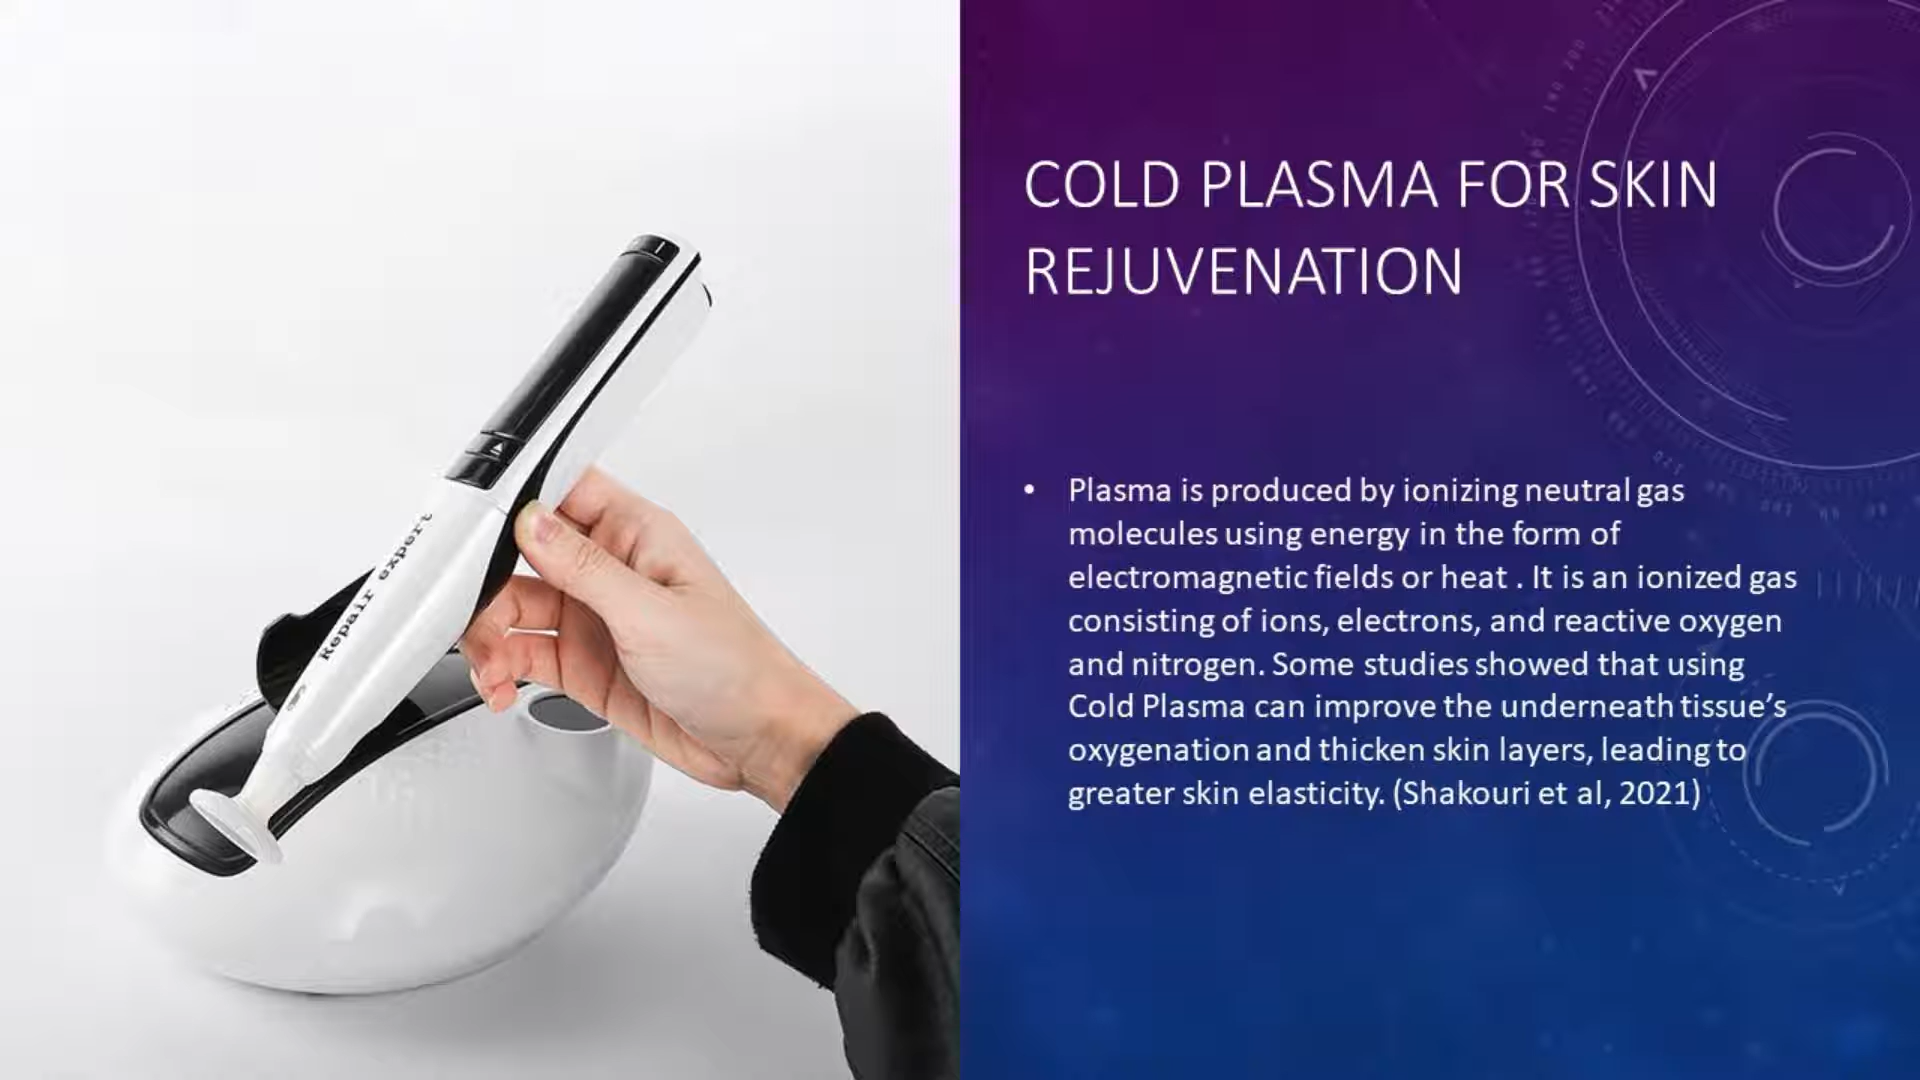 COLD PLASMA FOR SKIN
REJUVENATION
• Plasma is produced by ionizing neutral gas
molecules using energy in the form of
electromagnetic fields or heat . It is an ionized gas
consisting of ions, electrons, and reactive oxygen
and nitrogen. Some studies showed that using
Cold Plasma can improve the underneath tissue’s
oxygenation and thicken skin layers, leading to
greater skin elasticity. (Shakouri et al, 2021)
Repair expert